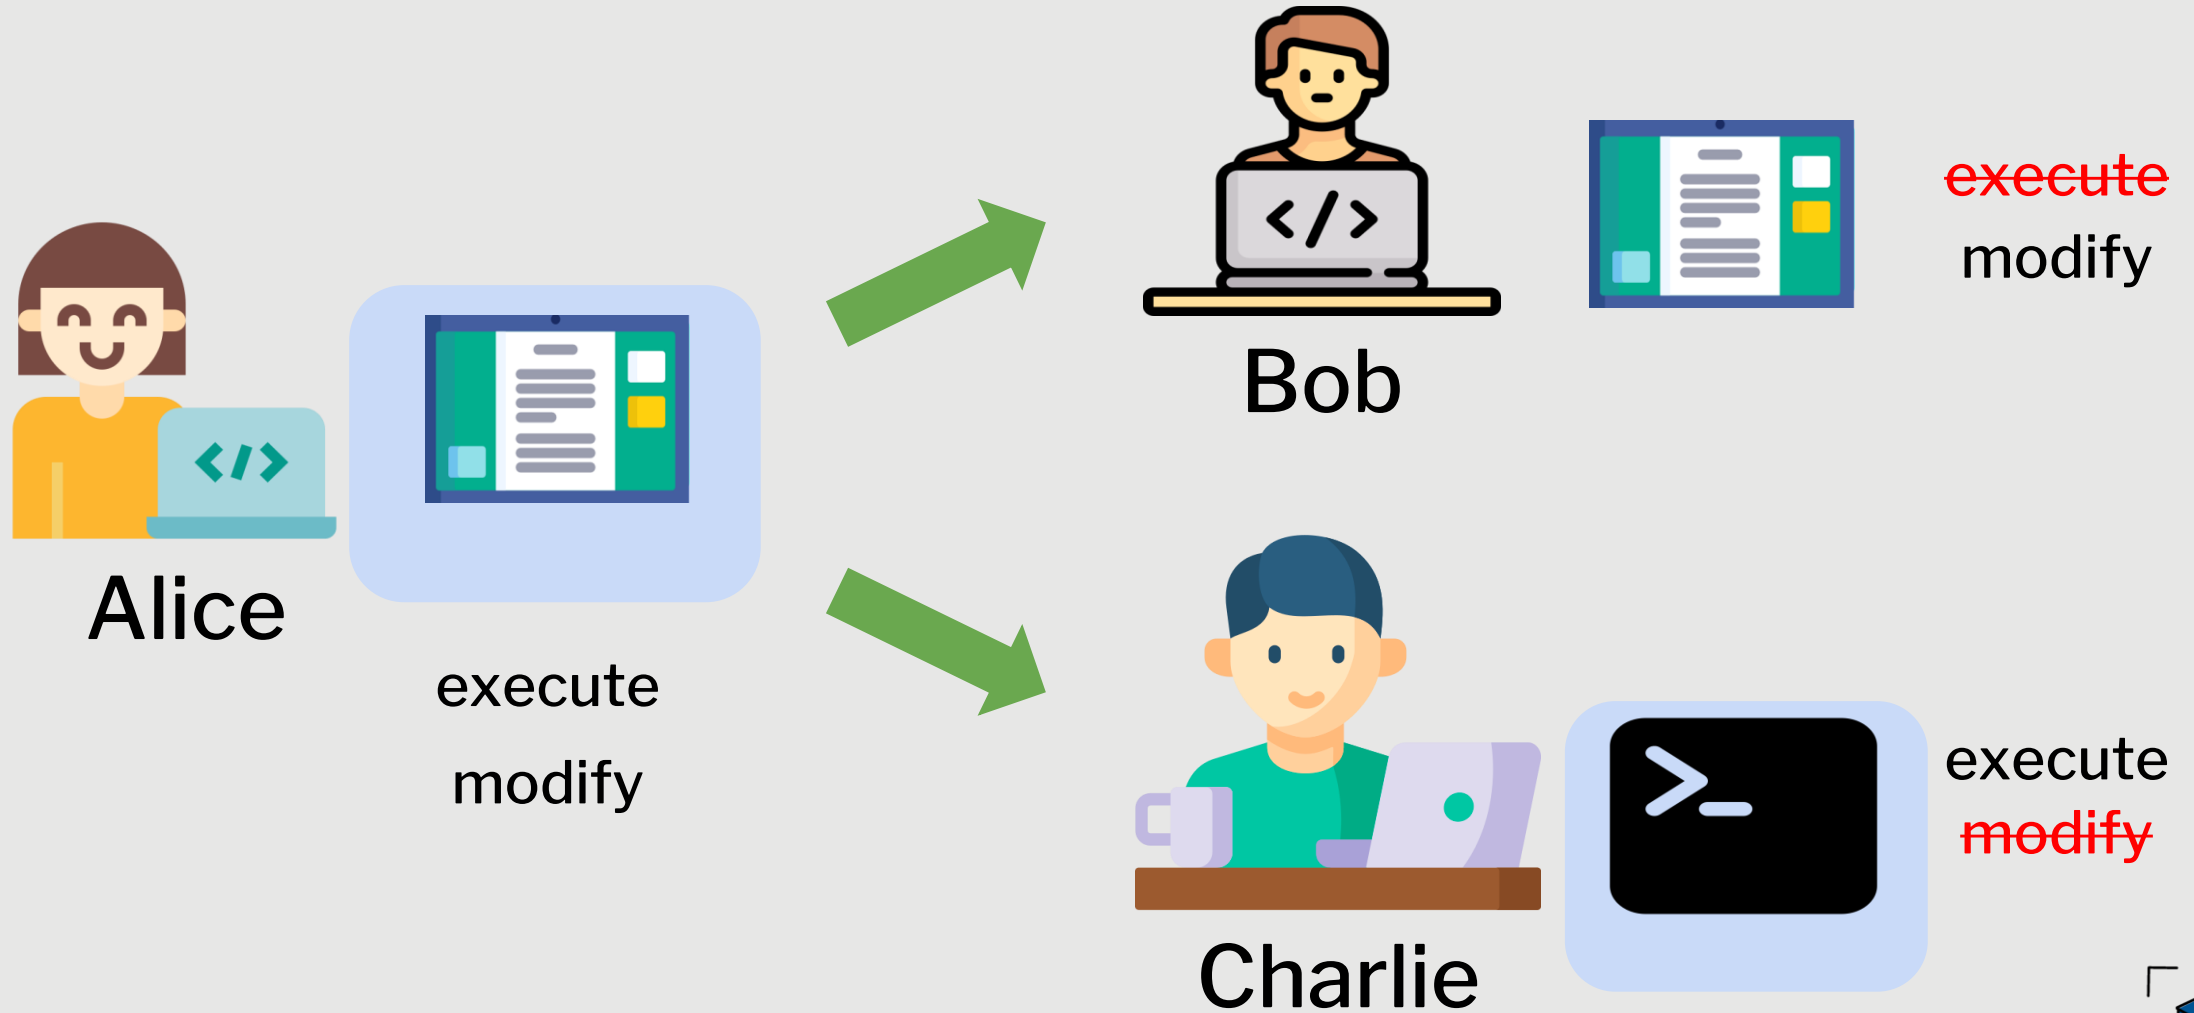 Alice
execute
modify
</>
Bob
</>
execute
modify
Charlie
>_
execute
modify